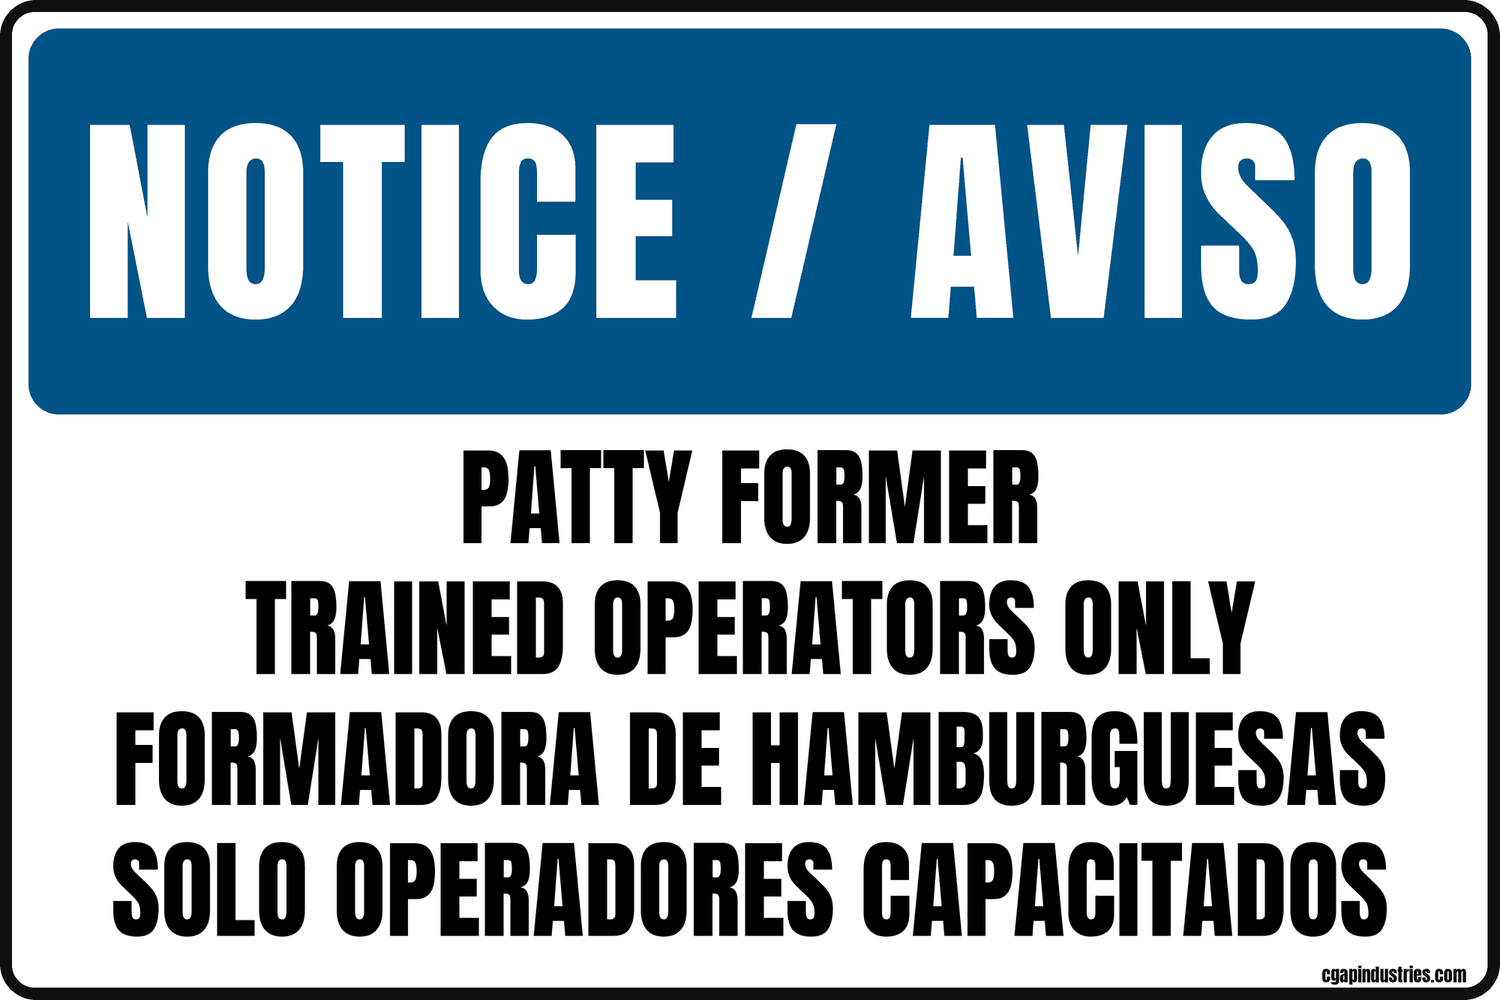 NOTICE / AVISO
PATTY FORMER
TRAINED OPERATORS ONLY
FORMADORA DE HAMBURGUESAS
SOLO OPERADORES CAPACITADOS
cgapindustries.com